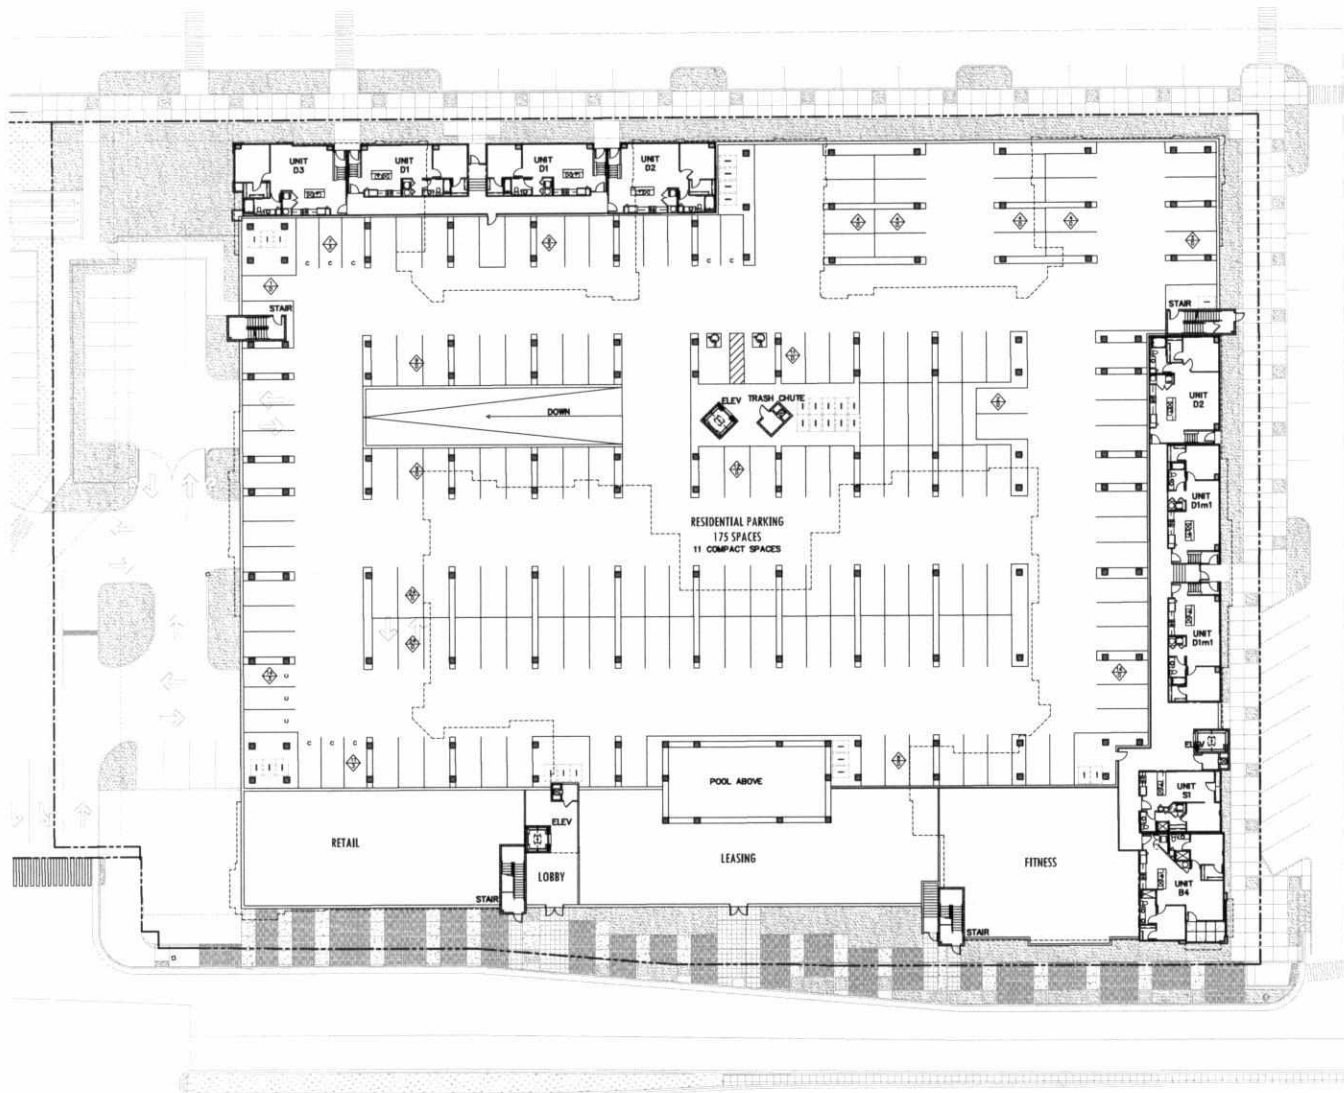 UNIT
D3
UNIT
D1
UNIT
D1
UNIT
D2
STAIR
STAIR
UNIT
D2
ELEV
TRASH CHUTE
DOWN
UNIT
D1m1
RESIDENTIAL PARKING
175 SPACES
11 COMPACT SPACES
UNIT
D1m1
POOL ABOVE
UNIT
S1
ELEV
RETAIL
LEASING
FITNESS
LOBBY
UNIT
B4
STAIR
STAIR
C
C
C
C
C
C
C
C